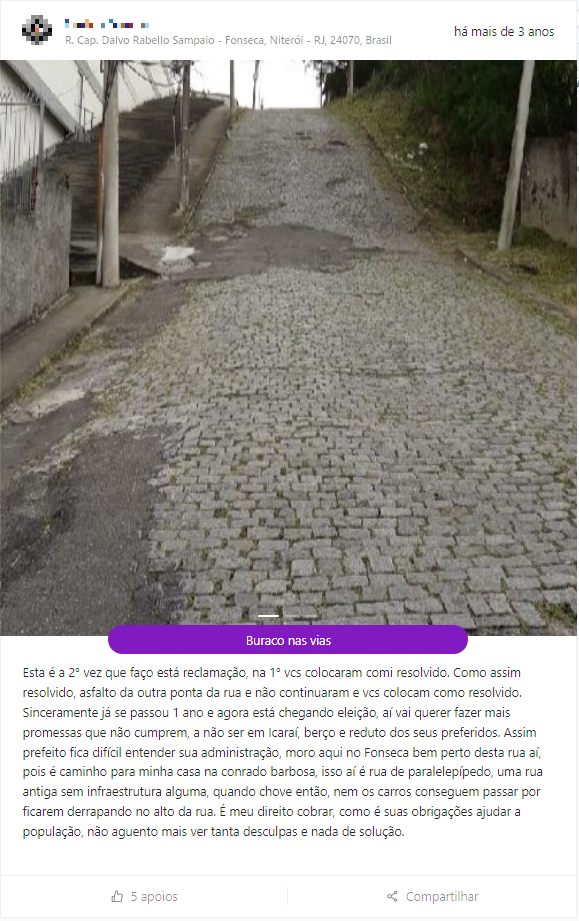 R. Cap. Dalvo Rabello Sampaio - Fonseca, Niterói - RJ, 24070, Brasil
há mais de 3 anos
Buraco nas vias
Esta é a 2° vez que faço está reclamação, na 1° vcs colocaram comi resolvido. Como assim
resolvido, asfalto da outra ponta da rua e não continuaram e vcs colocam como resolvido.
Sinceramente já se passou 1 ano e agora está chegando eleição, aí vai querer fazer mais
promessas que não cumprem, a não ser em Icaraí, berço e reduto dos seus preferidos. Assim
prefeito fica difícil entender sua administração, moro aqui no Fonseca bem perto desta rua aí,
pois é caminho para minha casa na conrado barbosa, isso aí é rua de paralelepípedo, uma rua
antiga sem infraestrutura alguma, quando chove então, nem os carros conseguem passar por
ficarem derrapando no alto da rua. É meu direito cobrar, como é suas obrigações ajudar a
população, não aguento mais ver tanta desculpas e nada de solução.
5 apoios
Compartilhar